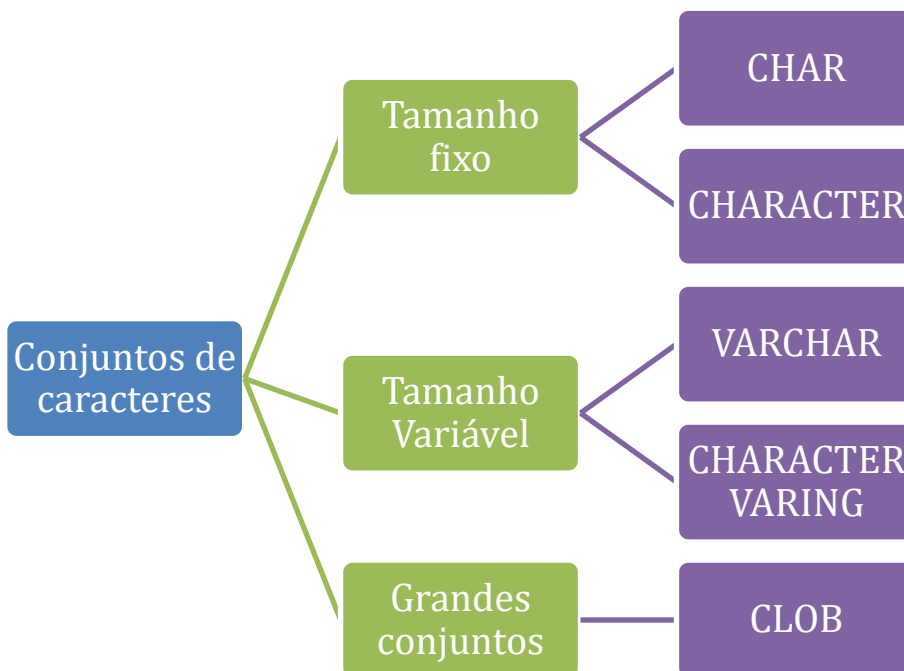 Conjuntos de
caracteres
Tamanho
fixo
CHAR
CHARACTER
Tamanho
Variável
VARCHAR
CHARACTER
VARING
Grandes
conjuntos
CLOB